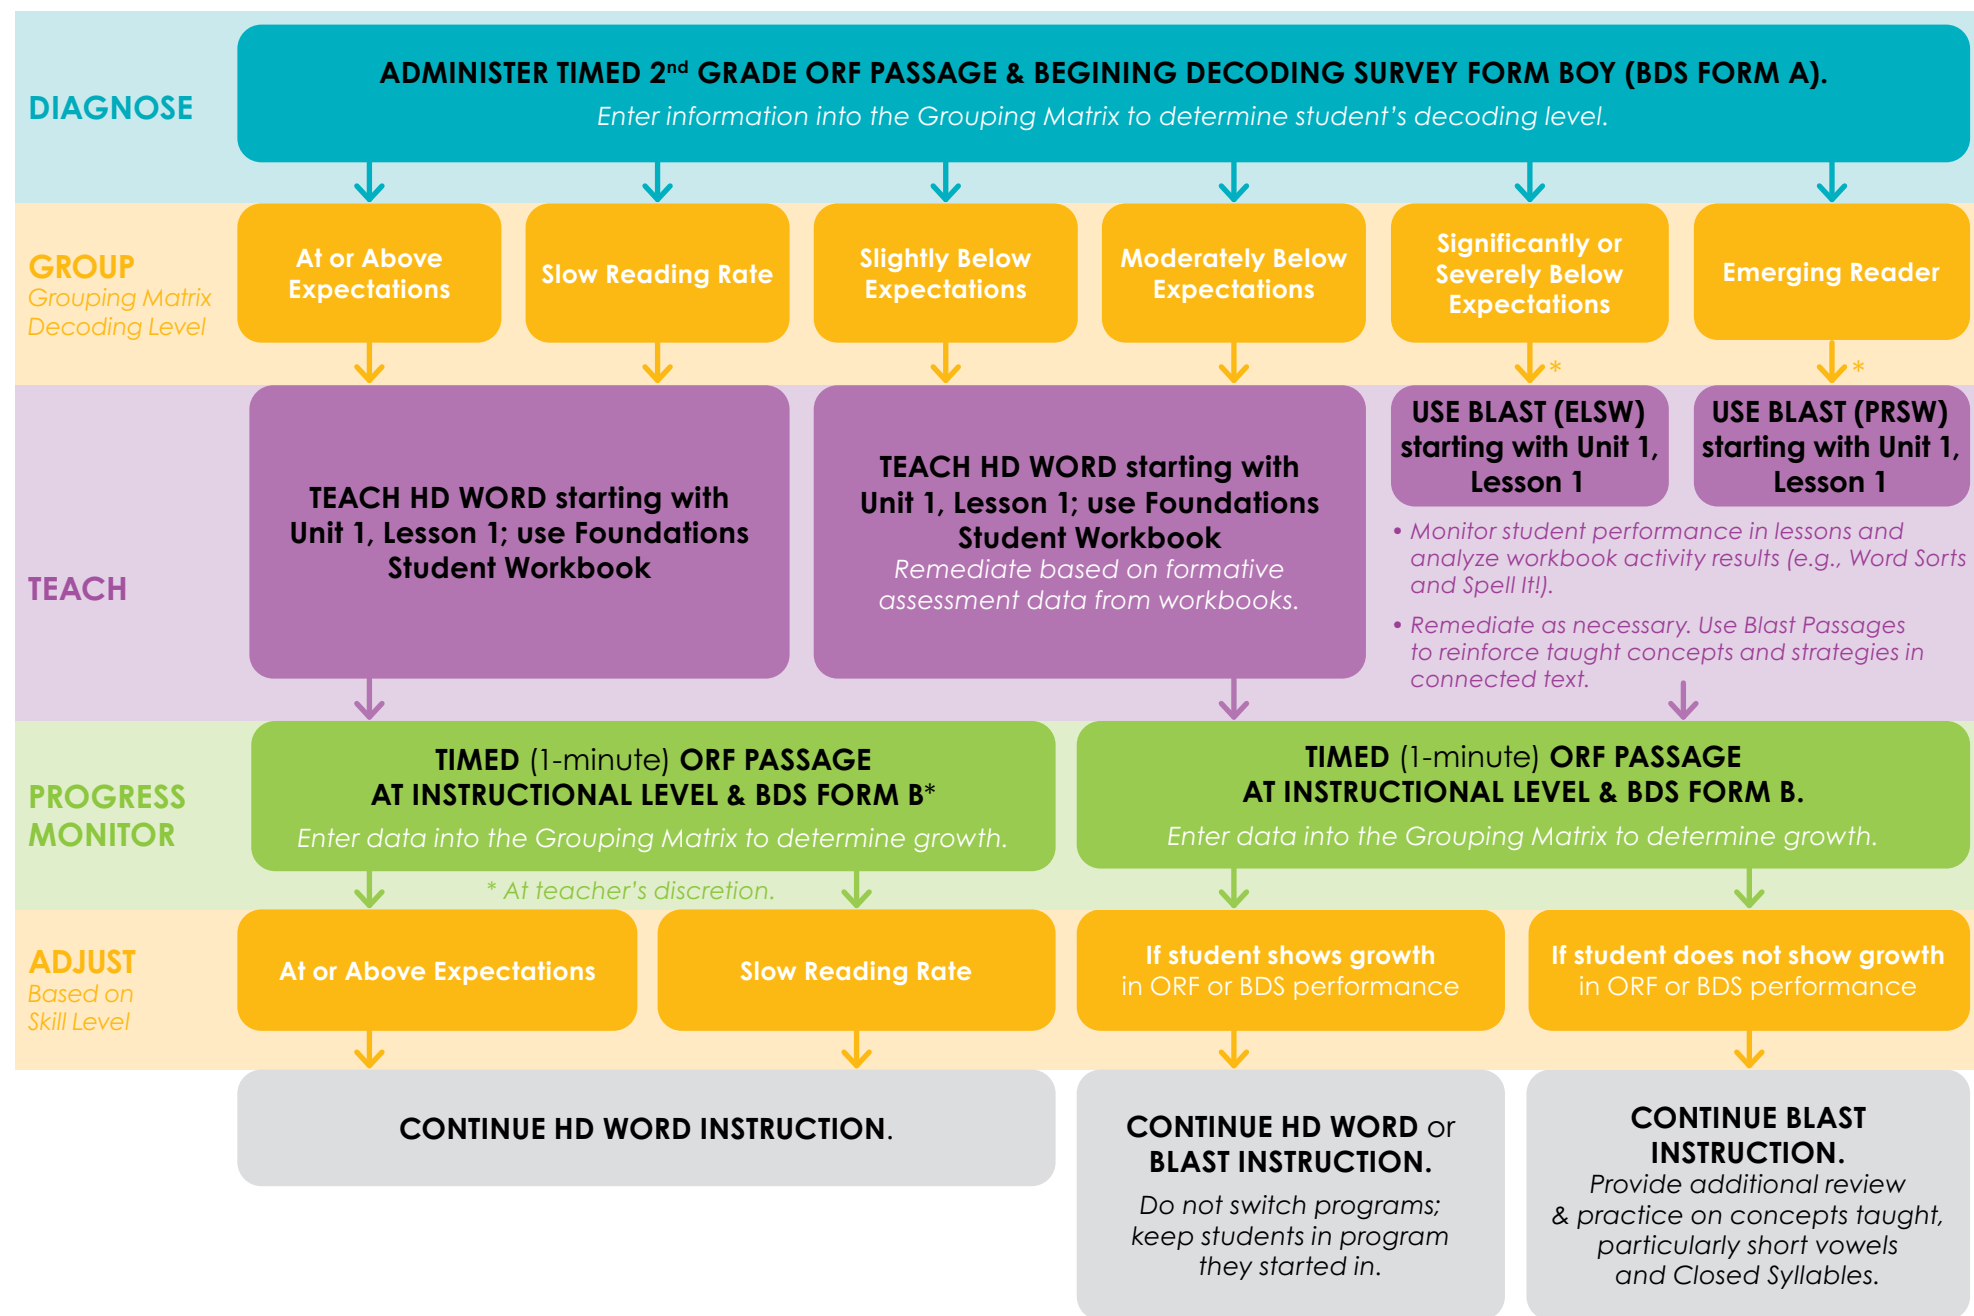 DIAGNOSE
ADMINISTER TIMED 2nd GRADE ORF PASSAGE & BEGINING DECODING SURVEY FORM BOY (BDS FORM A).
Enter information into the Grouping Matrix to determine student's decoding level.
GROUP
Grouping Matrix
Decoding Level
At or Above
Expectations
Slow Reading Rate
Slightly Below
Expectations
Moderately Below
Expectations
Significantly or
Severely Below
Expectations
Emerging Reader
*
*
TEACH
TEACH HD WORD starting with
Unit 1, Lesson 1; use Foundations
Student Workbook
TEACH HD WORD starting with
Unit 1, Lesson 1; use Foundations
Student Workbook
Remediate based on formative
assessment data from workbooks.
USE BLAST (ELSW)
starting with Unit 1,
Lesson 1
USE BLAST (PRSW)
starting with Unit 1,
Lesson 1
• Monitor student performance in lessons and
analyze workbook activity results (e.g., Word Sorts
and Spell It!).
• Remediate as necessary. Use Blast Passages
to reinforce taught concepts and strategies in
connected text.
PROGRESS
MONITOR
TIMED (1-minute) ORF PASSAGE
AT INSTRUCTIONAL LEVEL & BDS FORM B*
Enter data into the Grouping Matrix to determine growth.
* At teacher's discretion.
TIMED (1-minute) ORF PASSAGE
AT INSTRUCTIONAL LEVEL & BDS FORM B.
Enter data into the Grouping Matrix to determine growth.
ADJUST
Based on
Skill Level
At or Above Expectations
Slow Reading Rate
If student shows growth
in ORF or BDS performance
If student does not show growth
in ORF or BDS performance
CONTINUE HD WORD INSTRUCTION.
CONTINUE HD WORD or
BLAST INSTRUCTION.
Do not switch programs;
keep students in program
they started in.
CONTINUE BLAST
INSTRUCTION.
Provide additional review
& practice on concepts taught,
particularly short vowels
and Closed Syllables.